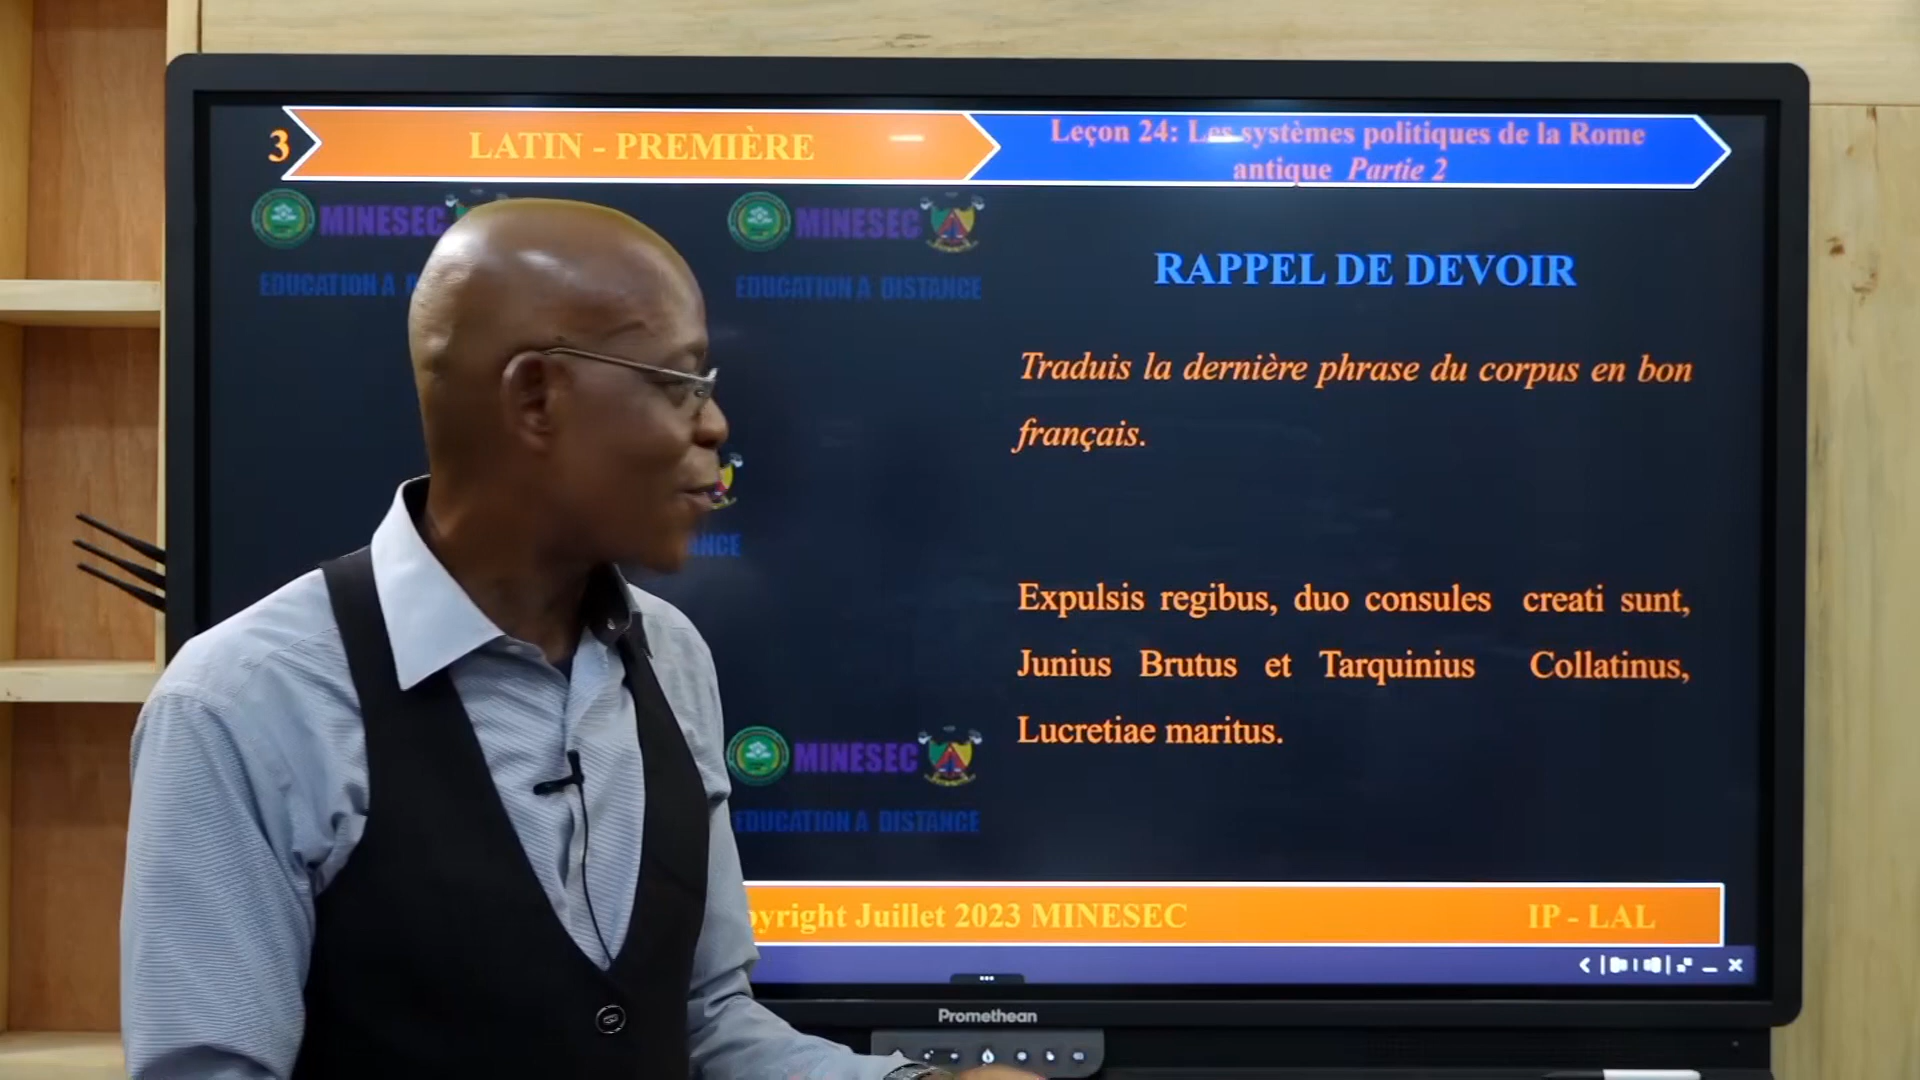 3
LATIN - PREMIÈRE
Leçon 24: Les systèmes politiques de la Rome
antique Partie 2
MINESEC
MINESEC
EDUCATION A
EDUCATION A DISTANCE
RAPPEL DE DEVOIR
Traduis la dernière phrase du corpus en bon
français.
Expulsis regibus, duo consules creati sunt,
Junius Brutus et Tarquinius Collatinus,
Lucretiae maritus.
MINESEC
EDUCATION A DISTANCE
Juillet 2023 MINESEC
IP - LAL
Promethean